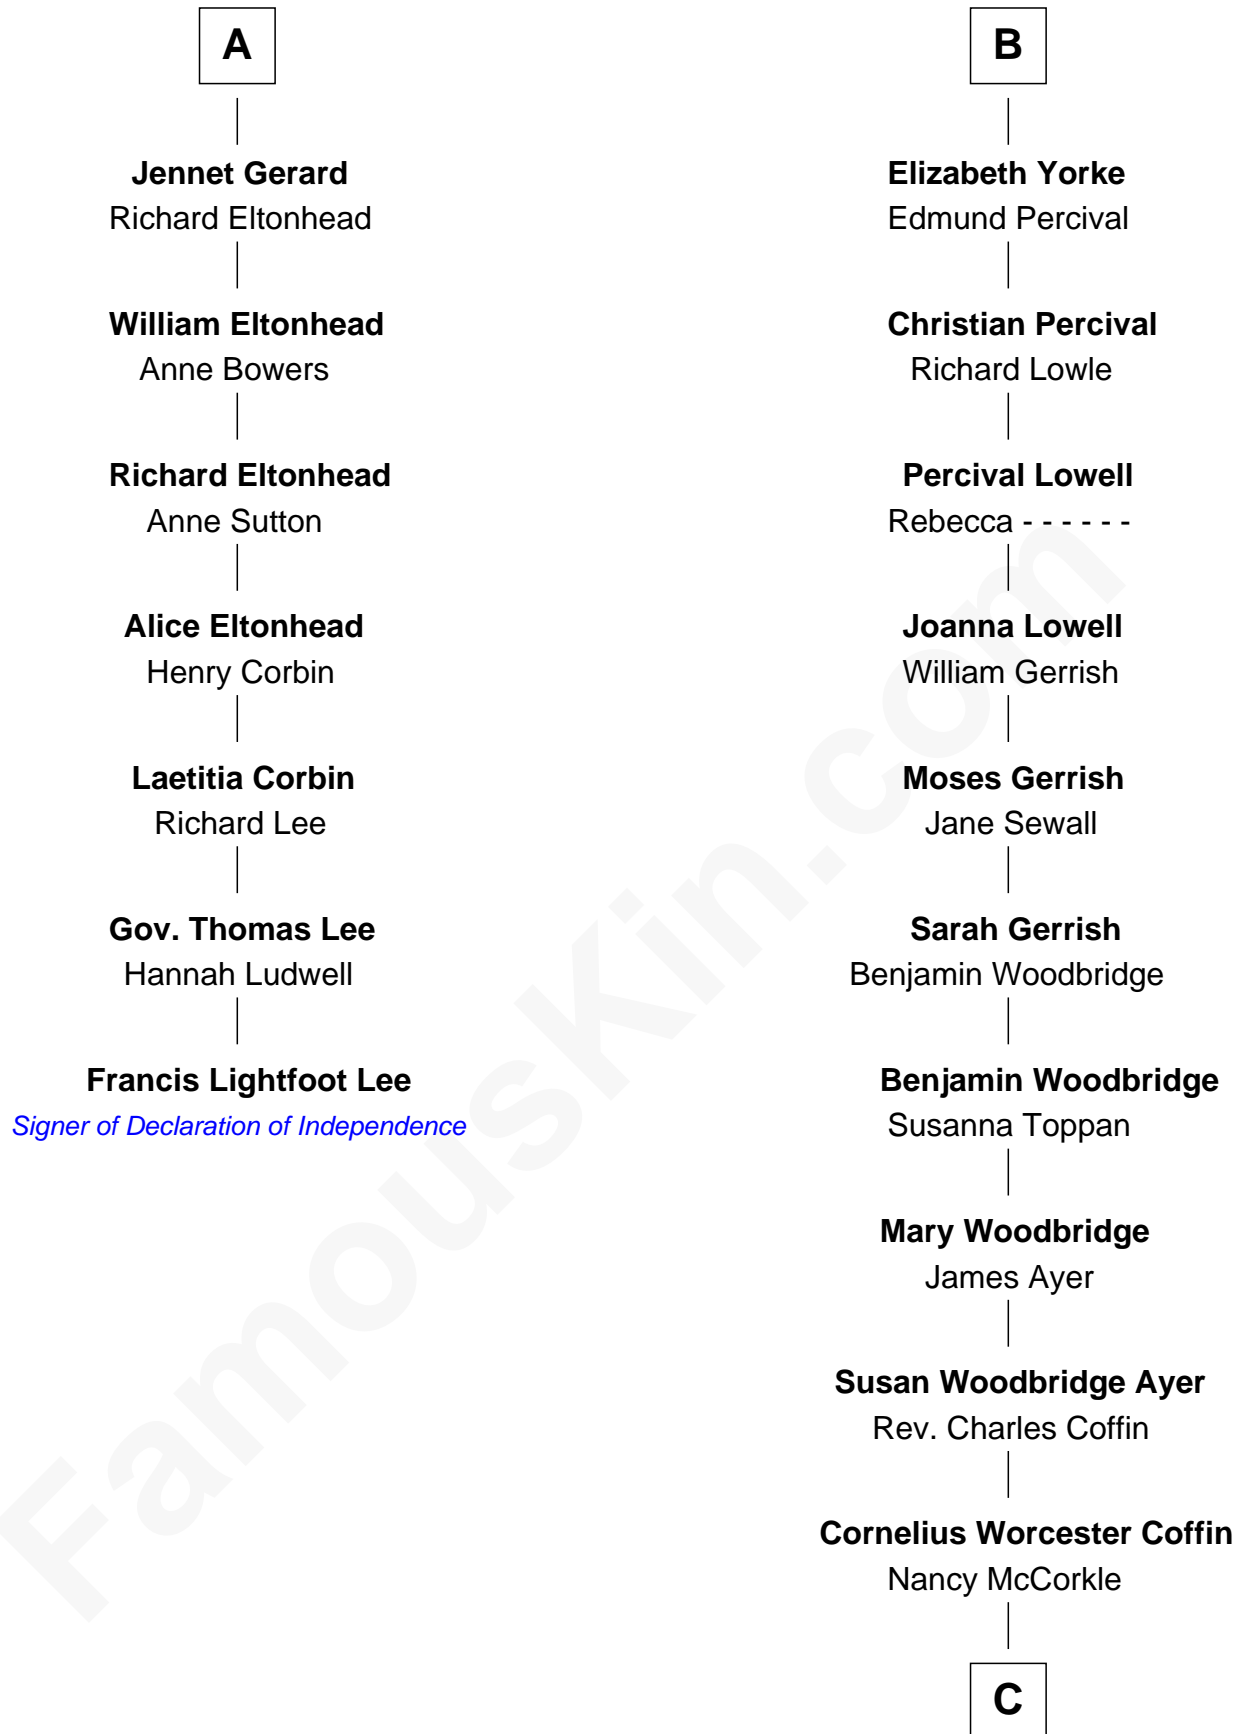 A
Jennet Gerard
Richard Eltonhead
William Eltonhead
Anne Bowers
Richard Eltonhead
Anne Sutton
Alice Eltonhead
Henry Corbin
Laetitia Corbin
Richard Lee
Gov. Thomas Lee
Hannah Ludwell
Francis Lightfoot Lee
Signer of Declaration of Independence
B
Elizabeth Yorke
Edmund Percival
Christian Percival
Richard Lowle
Percival Lowell
Rebecca - - - - - -
Joanna Lowell
William Gerrish
Moses Gerrish
Jane Sewall
Sarah Gerrish
Benjamin Woodbridge
Benjamin Woodbridge
Susanna Toppan
Mary Woodbridge
James Ayer
Susan Woodbridge Ayer
Rev. Charles Coffin
Cornelius Worcester Coffin
Nancy McCorkle
C
FamousKin.com